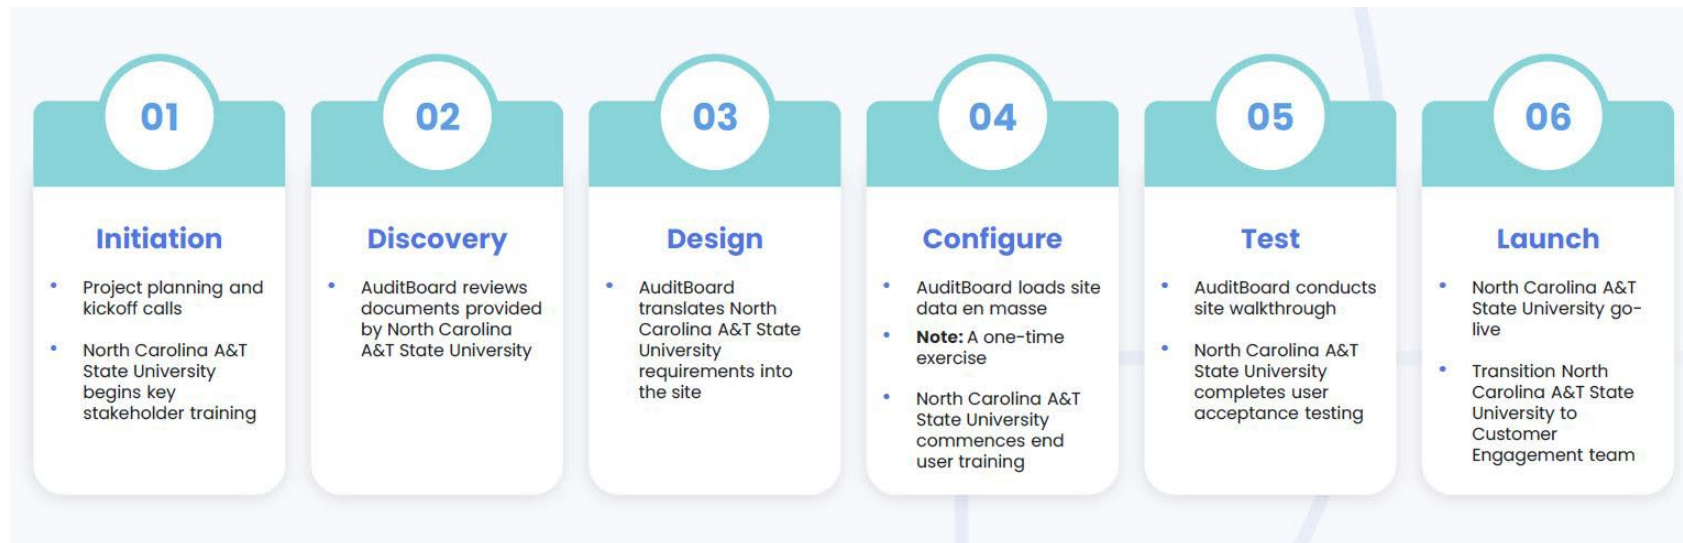 01
Initiation
Project planning and
kickoff calls
North Carolina A&T
State University
begins key
stakeholder training
02
Discovery
AuditBoard reviews
documents provided
by North Carolina
A&T State University
03
Design
AuditBoard
translates North
Carolina A&T State
University
requirements into
the site
04
Configure
AuditBoard loads site
data en masse
Note: A one-time
exercise
North Carolina A&T
State University
commences end
user training
05
Test
AuditBoard conducts
site walkthrough
North Carolina A&T
State University
completes user
acceptance testing
06
Launch
North Carolina A&T
State University go-
live
Transition North
Carolina A&T State
University to
Customer
Engagement team